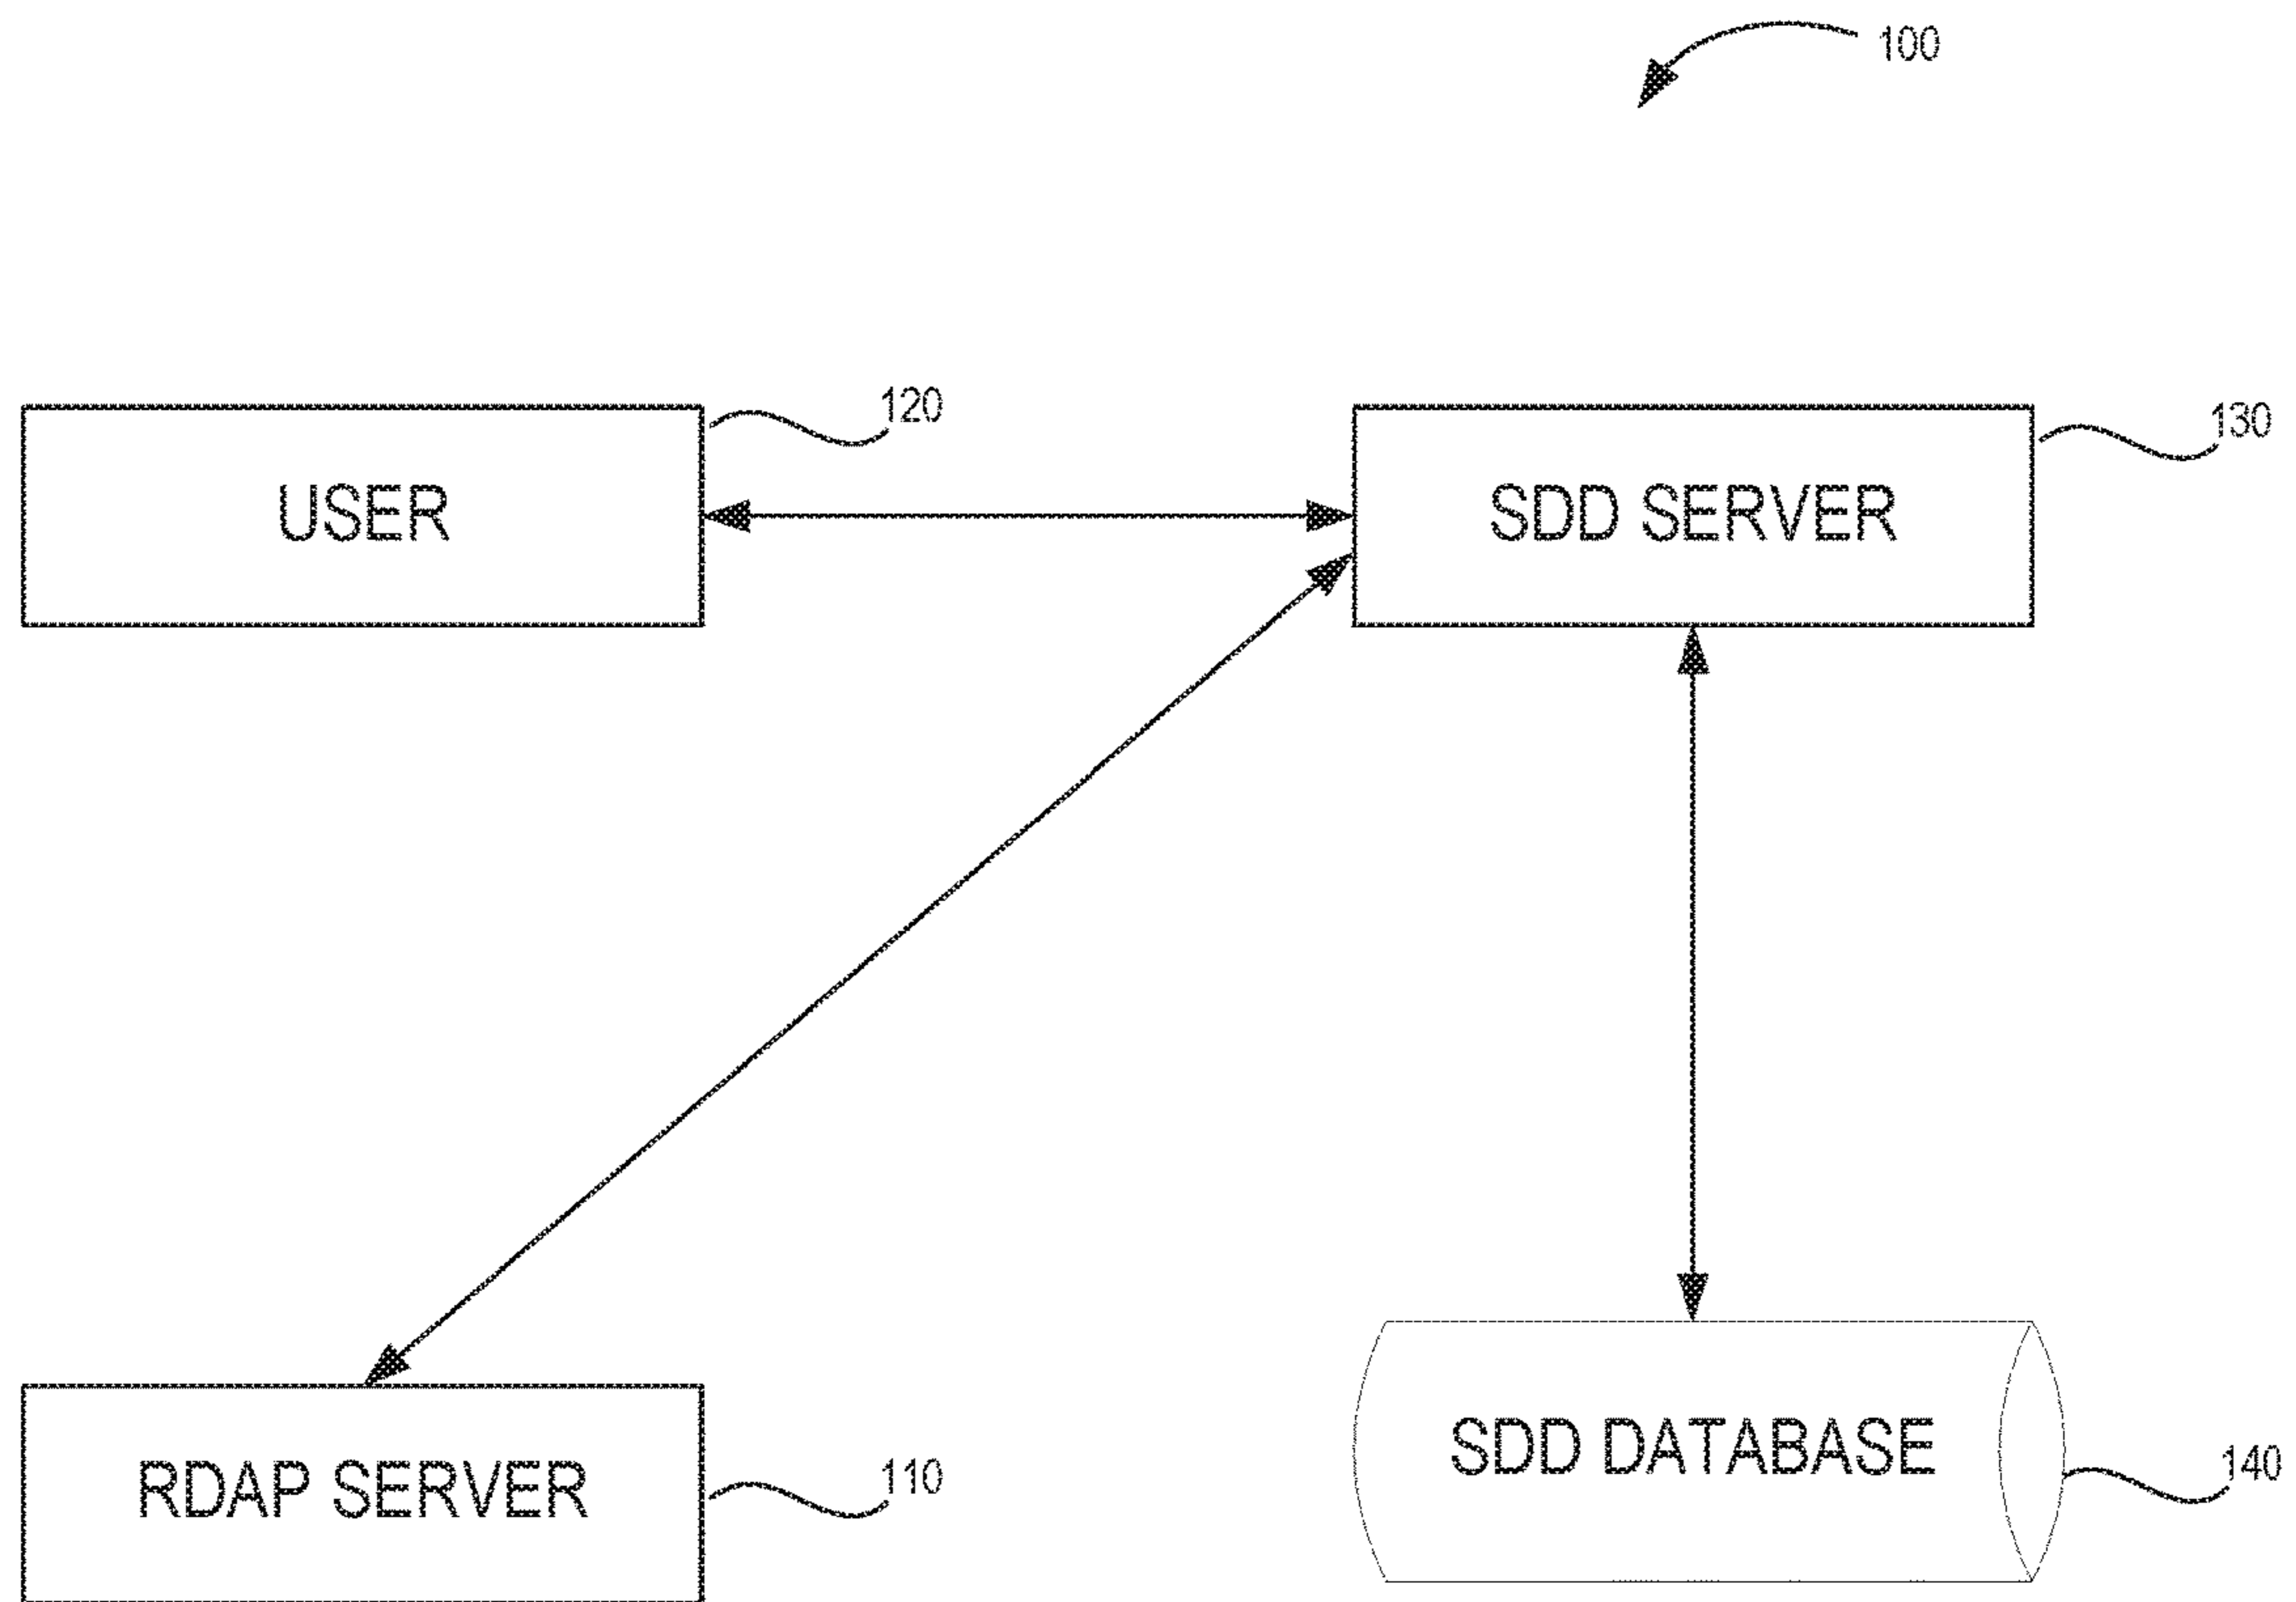 100
120
130
USER
SDD SERVER
SDD DATABASE
140
RDAP SERVER
110